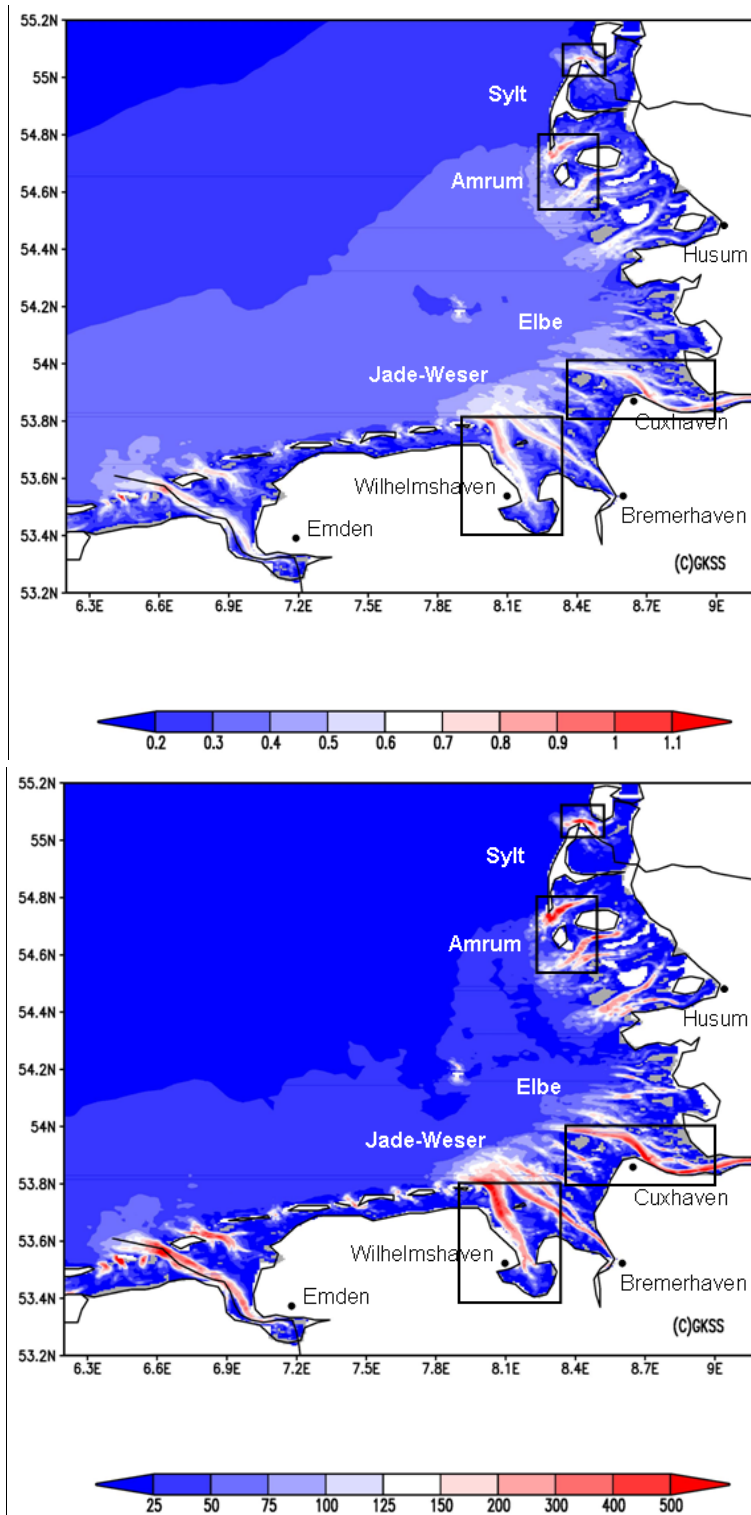 55.2N
55N
Sylt
54.8N
Amrum
54.6N
54.4N
Husum
54.2N
Elbe
54N
Jade-Weser
53.8N
Cuxhaven
53.6N
Wilhelmshaven
Bremerhaven
53.4N
Emden
(C)GKSS
53.2N
6.3E 6.6E 6.9E 7.2E 7.5E 7.8E 8.1E 8.4E 8.7E 9E
0.2 0.3 0.4 0.5 0.6 0.7 0.8 0.9 1 1.1
55.2N
55N
Sylt
54.8N
Amrum
54.6N
54.4N
Husum
54.2N
Elbe
54N
Jade-Weser
Cuxhaven
53.8N
53.6N
Wilhelmshaven
Bremerhaven
53.4N
Emden
(C)GKSS
53.2N
6.3E 6.6E 6.9E 7.2E 7.5E 7.8E 8.1E 8.4E 8.7E 9E
25 50 75 100 125 150 200 300 400 500